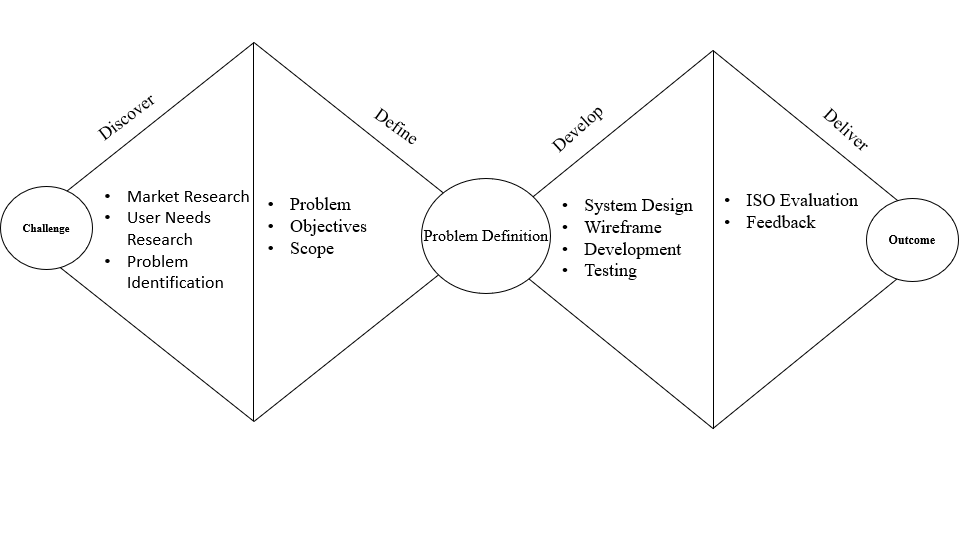 Discover
Define
Develop
Deliver
Challenge
• Market Research
• User Needs
Research
• Problem
Identification
• Problem
• Objectives
• Scope
Problem Definition
• System Design
• Wireframe
• Development
• Testing
• ISO Evaluation
• Feedback
Outcome